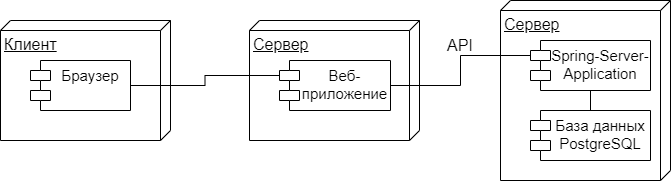 Клиент
Браузер
Сервер
Веб-
приложение
API
Сервер
Spring-Server-
Application
База данных
PostgreSQL